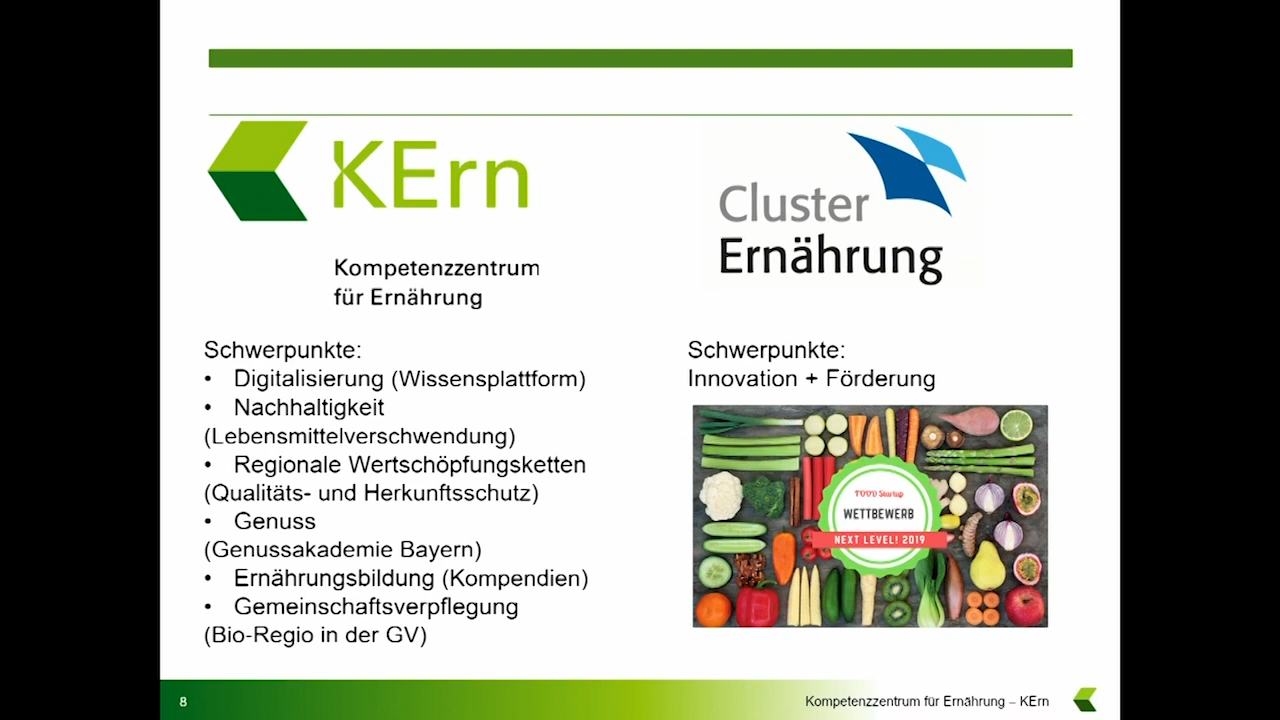 KErn
Kompetenzzentrum
für Ernährung
Schwerpunkte:
• Digitalisierung (Wissensplattform)
• Nachhaltigkeit
(Lebensmittelverschwendung)
• Regionale Wertschöpfungsketten
(Qualitäts- und Herkunftsschutz)
• Genuss
(Genussakademie Bayern)
• Ernährungsbildung (Kompendien)
• Gemeinschaftsverpflegung
(Bio-Regio in der GV)
Cluster
Ernährung
Schwerpunkte:
Innovation + Förderung
FOOD Startup
WETTBEWERB
NEXT LEVEL! 2019
8
Kompetenzzentrum für Ernährung – KErn